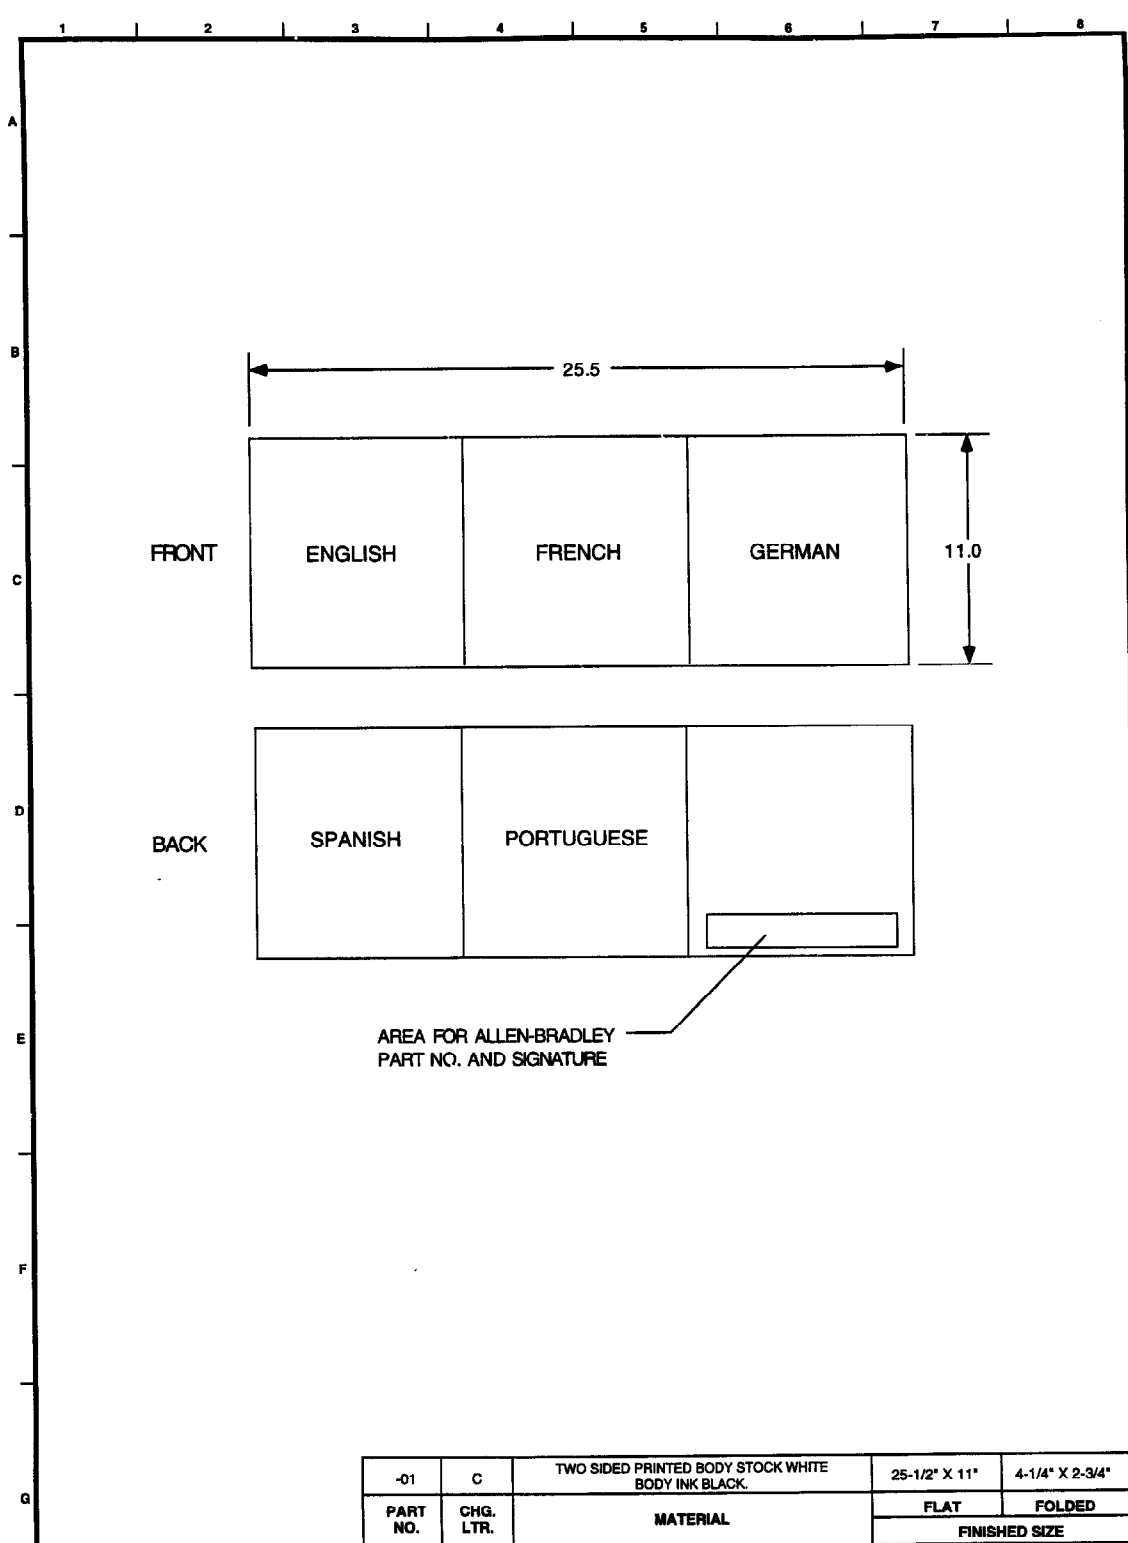 1 2 3 4 5 6 7 8
A
B
25.5
FRONT ENGLISH FRENCH GERMAN 11.0
C
D
BACK SPANISH PORTUGUESE
E
AREA FOR ALLEN-BRADLEY
PART NO. AND SIGNATURE
F
G
-01 C TWO SIDED PRINTED BODY STOCK WHITE 25-1/2" X 11" 4-1/4" X 2-3/4"
BODY INK BLACK.
PART CHG. MATERIAL FLAT FOLDED
NO. LTR. FINISHED SIZE